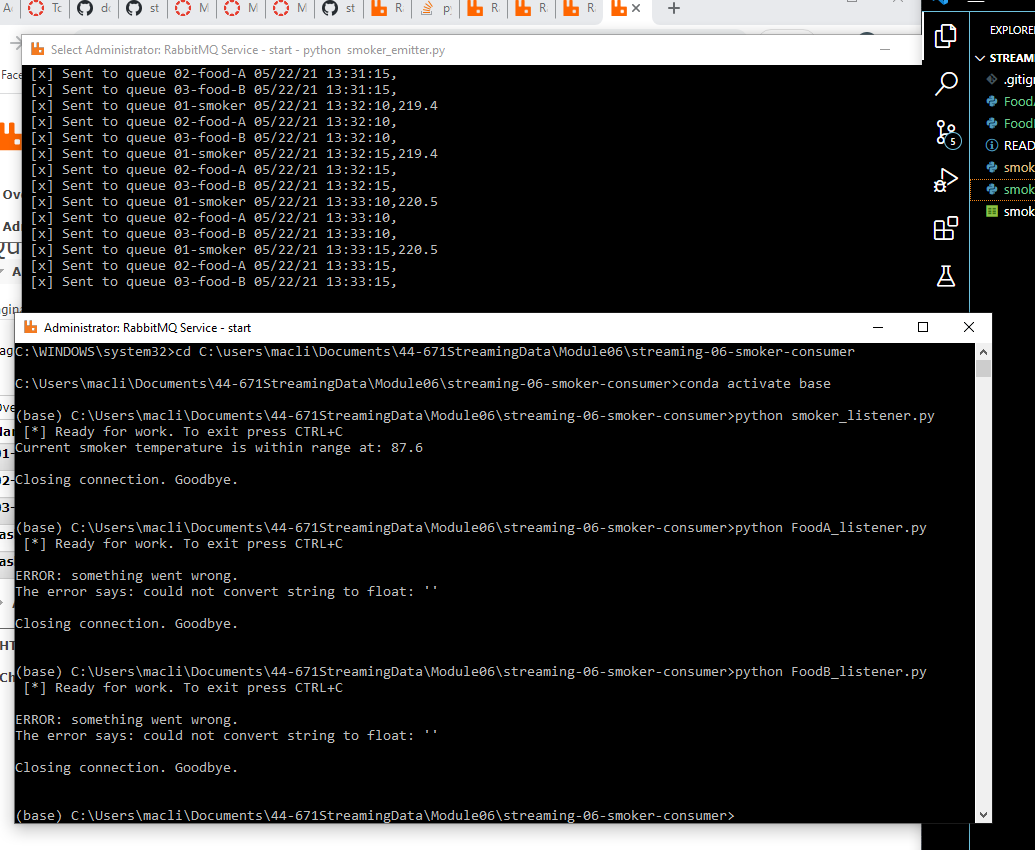 Select Administrator: RabbitMQ Service - start - python smoker_emitter.py
[x] Sent to queue 02-food-A 05/22/21 13:31:15,
[x] Sent to queue 03-food-B 05/22/21 13:31:15,
[x] Sent to queue 01-smoker 05/22/21 13:32:10,219.4
[x] Sent to queue 02-food-A 05/22/21 13:32:10,
[x] Sent to queue 03-food-B 05/22/21 13:32:10,
[x] Sent to queue 01-smoker 05/22/21 13:32:15,219.4
[x] Sent to queue 02-food-A 05/22/21 13:32:15,
[x] Sent to queue 03-food-B 05/22/21 13:32:15,
[x] Sent to queue 01-smoker 05/22/21 13:33:10,220.5
[x] Sent to queue 02-food-A 05/22/21 13:33:10,
[x] Sent to queue 03-food-B 05/22/21 13:33:10,
[x] Sent to queue 01-smoker 05/22/21 13:33:15,220.5
[x] Sent to queue 02-food-A 05/22/21 13:33:15,
[x] Sent to queue 03-food-B 05/22/21 13:33:15,
Administrator: RabbitMQ Service - start
C:\WINDOWS\system32>cd C:\users\macli\Documents\44-671StreamingData\Module06\streaming-06-smoker-consumer
C:\Users\macli\Documents\44-671StreamingData\Module06\streaming-06-smoker-consumer>conda activate base
(base) C:\Users\macli\Documents\44-671StreamingData\Module06\streaming-06-smoker-consumer>python smoker_listener.py
[*] Ready for work. To exit press CTRL+C
Current smoker temperature is within range at: 87.6
Closing connection. Goodbye.
(base) C:\Users\macli\Documents\44-671StreamingData\Module06\streaming-06-smoker-consumer>python FoodA_listener.py
[*] Ready for work. To exit press CTRL+C
ERROR: something went wrong.
The error says: could not convert string to float: ''
Closing connection. Goodbye.
(base) C:\Users\macli\Documents\44-671StreamingData\Module06\streaming-06-smoker-consumer>python FoodB_listener.py
[*] Ready for work. To exit press CTRL+C
ERROR: something went wrong.
The error says: could not convert string to float: ''
Closing connection. Goodbye.
(base) C:\Users\macli\Documents\44-671StreamingData\Module06\streaming-06-smoker-consumer>
EXPLORE
STREAM
.gitig
Food
Food
READ
smok
smok
smok
5
Face
Ov
Ad